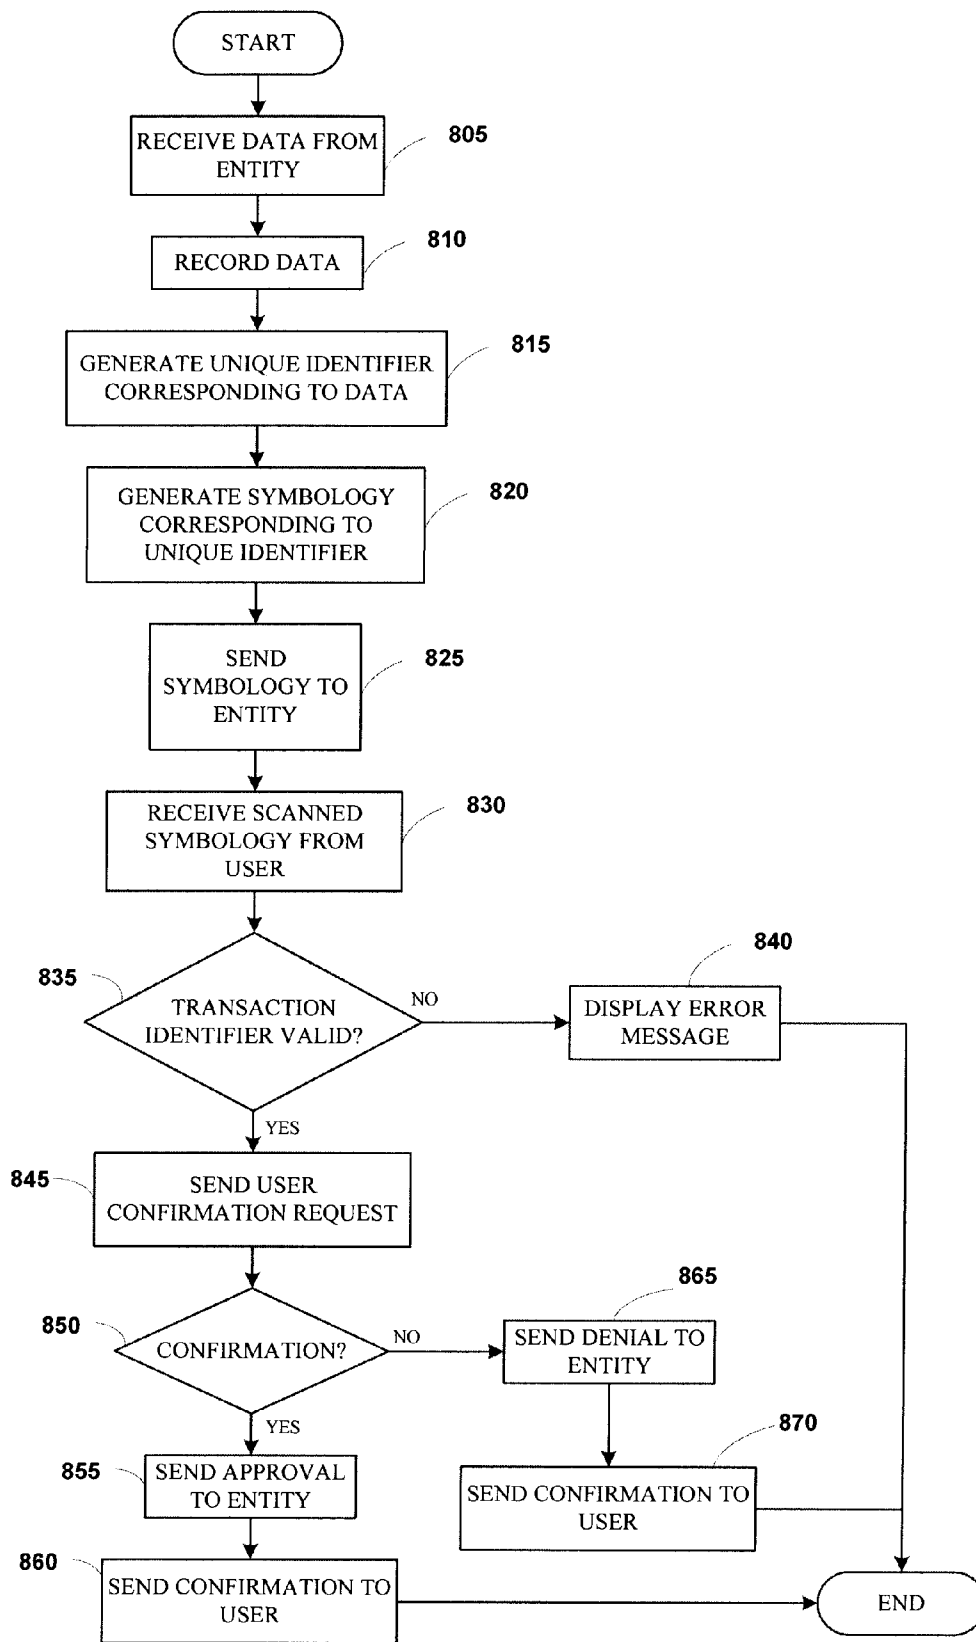 START
RECEIVE DATA FROM
ENTITY
805
RECORD DATA
810
GENERATE UNIQUE IDENTIFIER
CORRESPONDING TO DATA
815
GENERATE SYMBOLOGY
CORRESPONDING TO
UNIQUE IDENTIFIER
820
SEND
SYMBOLOGY TO
ENTITY
825
RECEIVE SCANNED
SYMBOLOGY FROM
USER
830
835
TRANSACTION
IDENTIFIER VALID?
NO
840
DISPLAY ERROR
MESSAGE
YES
845
SEND USER
CONFIRMATION REQUEST
850
CONFIRMATION?
NO
865
SEND DENIAL TO
ENTITY
YES
870
SEND CONFIRMATION TO
USER
855
SEND APPROVAL
TO ENTITY
860
SEND CONFIRMATION TO
USER
END